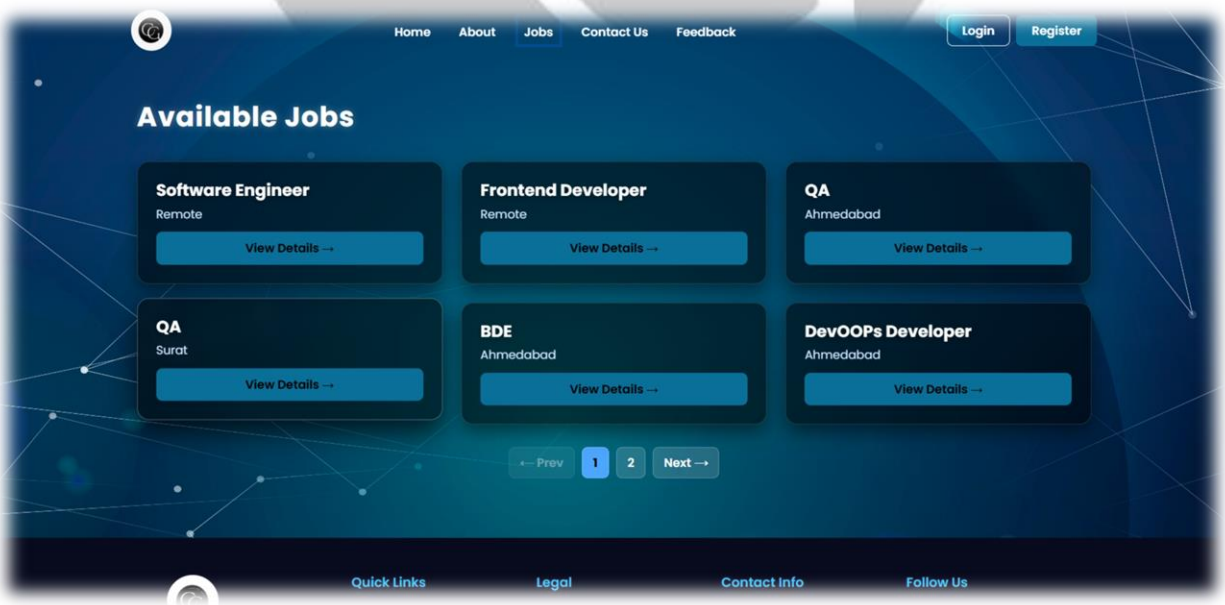 CG
Home About Jobs Contact Us Feedback Login Register
Available Jobs
Software Engineer
Remote
View Details →
Frontend Developer
Remote
View Details →
QA
Ahmedabad
View Details →
QA
Surat
View Details →
BDE
Ahmedabad
View Details →
DevOOPs Developer
Ahmedabad
View Details →
← Prev 1 2 Next →
Quick Links Legal Contact Info Follow Us